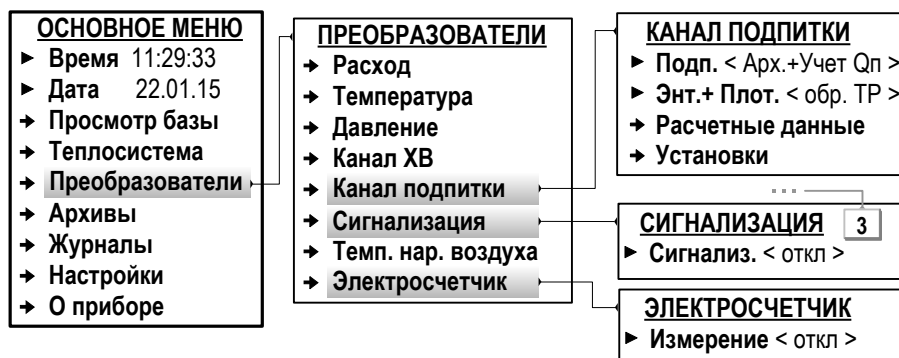 ОСНОВНОЕ МЕНЮ
Время 11:29:33
Дата 22.01.15
Просмотр базы
Теплосистема
Преобразователи
Архивы
Журналы
Настройки
О приборе
ПРЕОБРАЗОВАТЕЛИ
Расход
Температура
Давление
Канал ХВ
Канал подпитки
Сигнализация
Темп. нар. воздуха
Электросчетчик
КАНАЛ ПОДПИТКИ
Подп. < Арх.+Учет Qп >
Энт.+ Плот. < обр. ТР >
Расчетные данные
Установки
СИГНАЛИЗАЦИЯ 3
Сигнализ. < откл >
ЭЛЕКТРОСЧЕТЧИК
Измерение < откл >